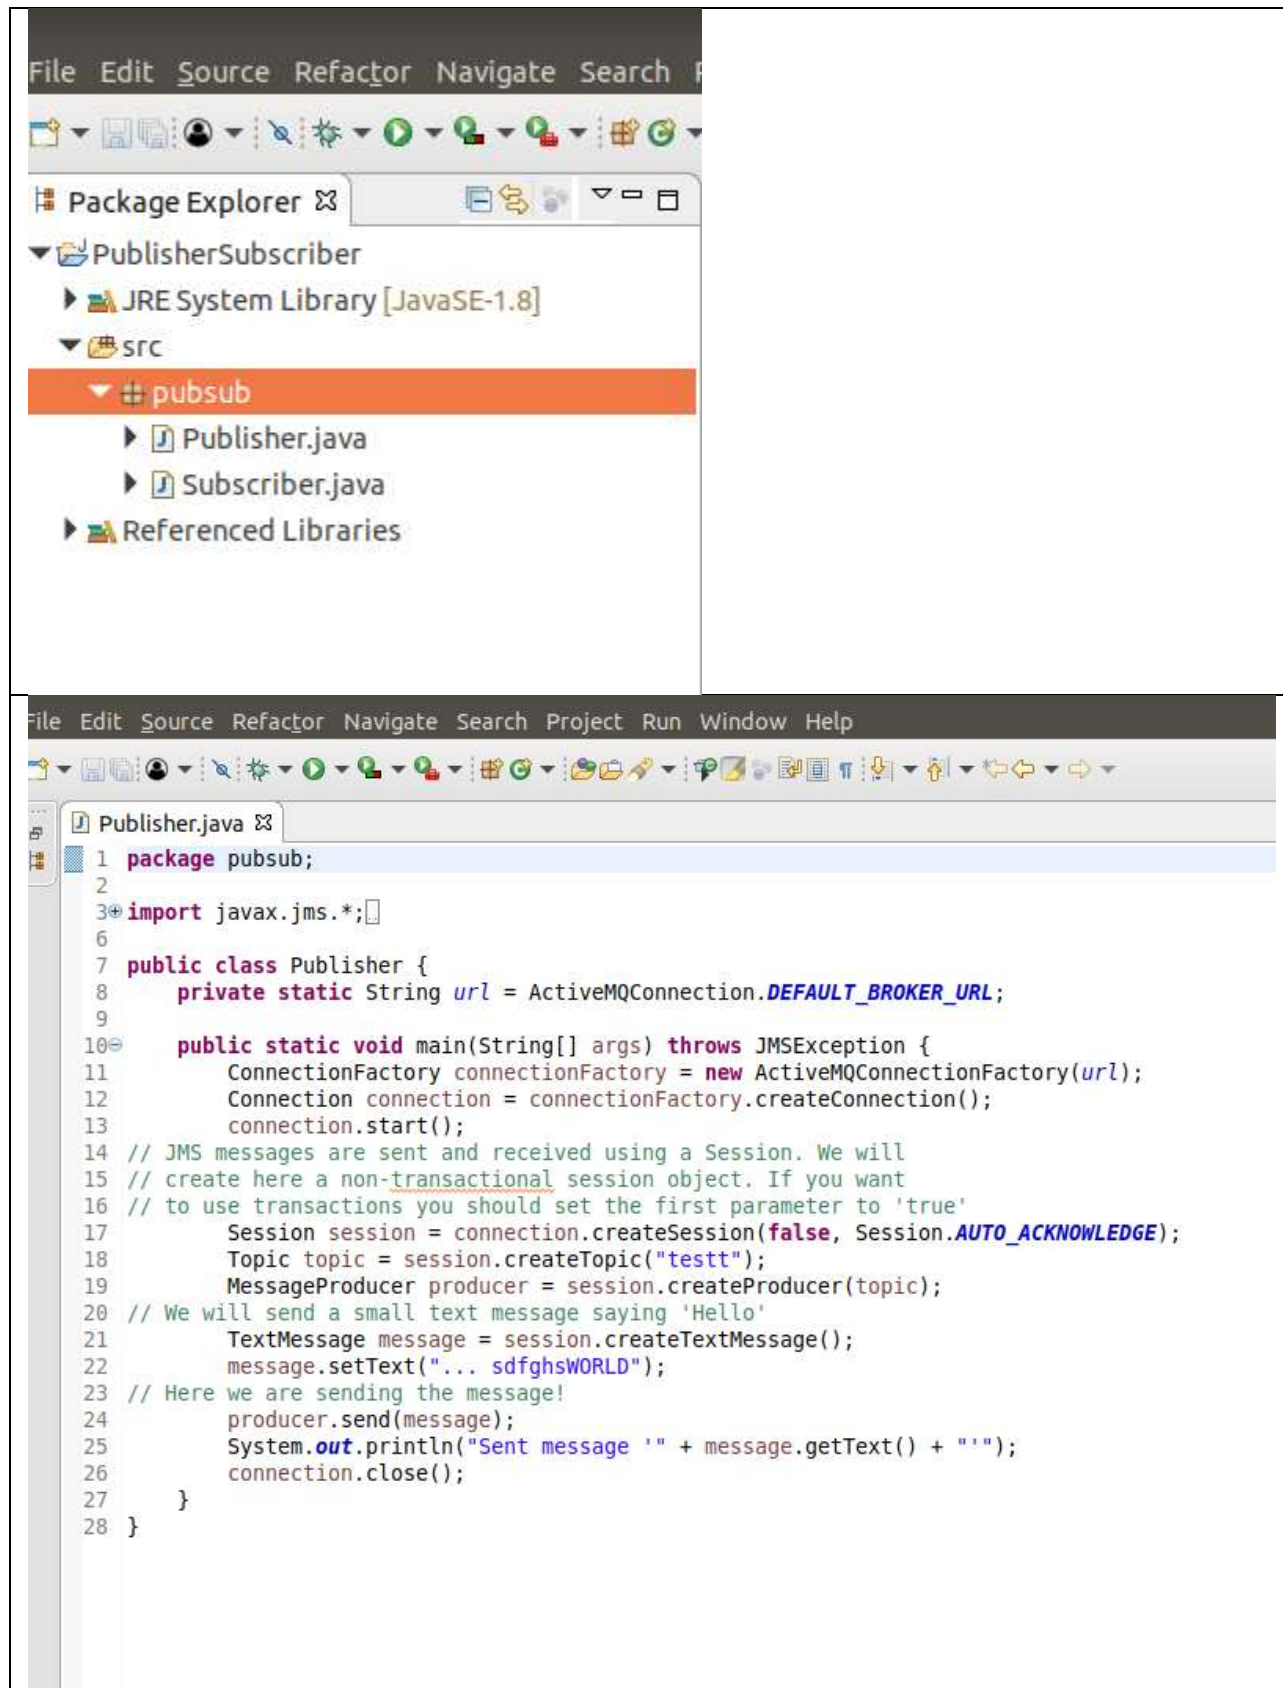 File Edit Source Refactor Navigate Search
Package Explorer
PublisherSubscriber
JRE System Library [JavaSE-1.8]
src
pubsub
Publisher.java
Subscriber.java
Referenced Libraries
File Edit Source Refactor Navigate Search Project Run Window Help
Publisher.java
1 package pubsub;
2
3 import javax.jms.*;
6
7 public class Publisher {
8 private static String url = ActiveMQConnection.DEFAULT_BROKER_URL;
9
10 public static void main(String[] args) throws JMSException {
11 ConnectionFactory connectionFactory = new ActiveMQConnectionFactory(url);
12 Connection connection = connectionFactory.createConnection();
13 connection.start();
14 // JMS messages are sent and received using a Session. We will
15 // create here a non-transactional session object. If you want
16 // to use transactions you should set the first parameter to 'true'
17 Session session = connection.createSession(false, Session.AUTO_ACKNOWLEDGE);
18 Topic topic = session.createTopic("testt");
19 MessageProducer producer = session.createProducer(topic);
20 // We will send a small text message saying 'Hello'
21 TextMessage message = session.createTextMessage();
22 message.setText("... sdfghsWORLD");
23 // Here we are sending the message!
24 producer.send(message);
25 System.out.println("Sent message '" + message.getText() + "'");
26 connection.close();
27 }
28 }